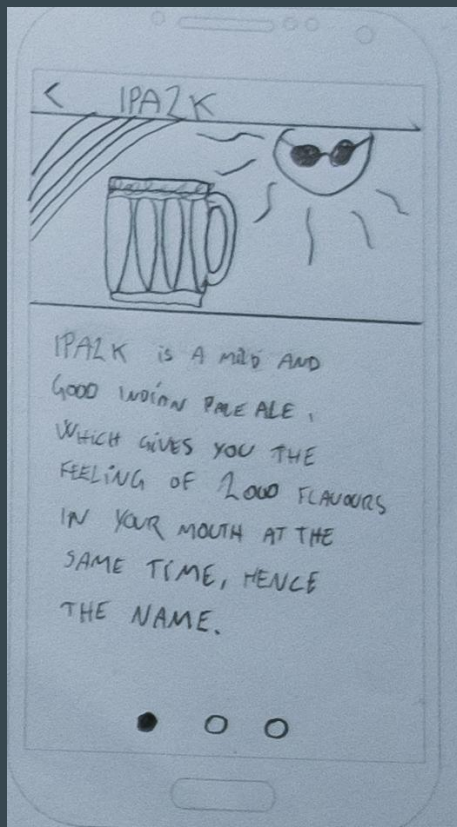 < IPA2K
IPA2K IS A MILD AND
GOOD INDIAN PALE ALE,
WHICH GIVES YOU THE
FEELING OF 2000 FLAVOURS
IN YOUR MOUTH AT THE
SAME TIME, HENCE
THE NAME.